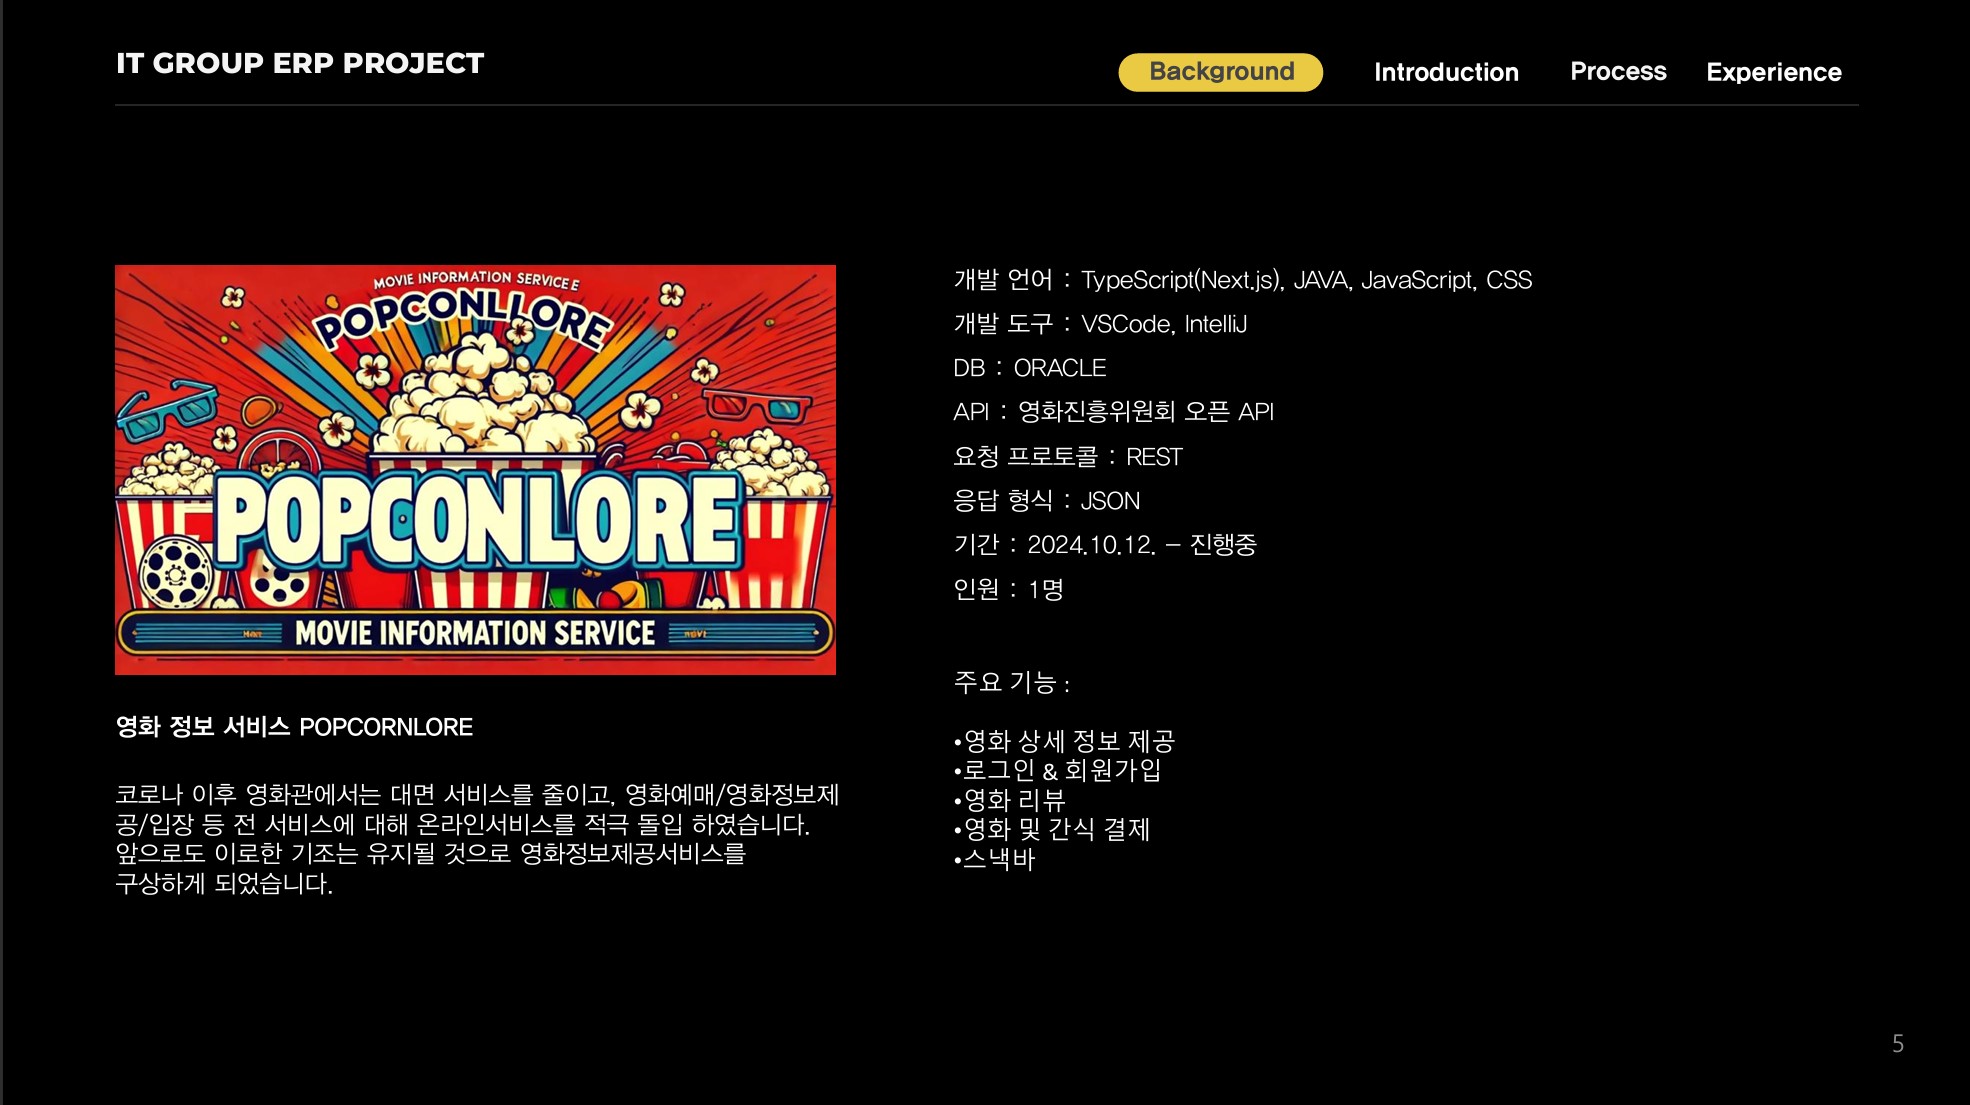 IT GROUP ERP PROJECT
Background
Introduction
Process
Experience
MOVIE INFORMATION SERVICE E
POPCONLLORE
POPCONLORE
MOVIE INFORMATION SERVICE
영화 정보 서비스 POPCORNLORE
코로나 이후 영화관에서는 대면 서비스를 줄이고, 영화예매/영화정보제
공/입장 등 전 서비스에 대해 온라인서비스를 적극 돌입 하였습니다.
앞으로도 이로한 기조는 유지될 것으로 영화정보제공서비스를
구상하게 되었습니다.
개발 언어 : TypeScript(Next.js), JAVA, JavaScript, CSS
개발 도구 : VSCode, IntelliJ
DB : ORACLE
API : 영화진흥위원회 오픈 API
요청 프로토콜 : REST
응답 형식 : JSON
기간 : 2024.10.12. – 진행중
인원 : 1명
주요 기능 :
•영화 상세 정보 제공
•로그인 & 회원가입
•영화 리뷰
•영화 및 간식 결제
•스낵바
5